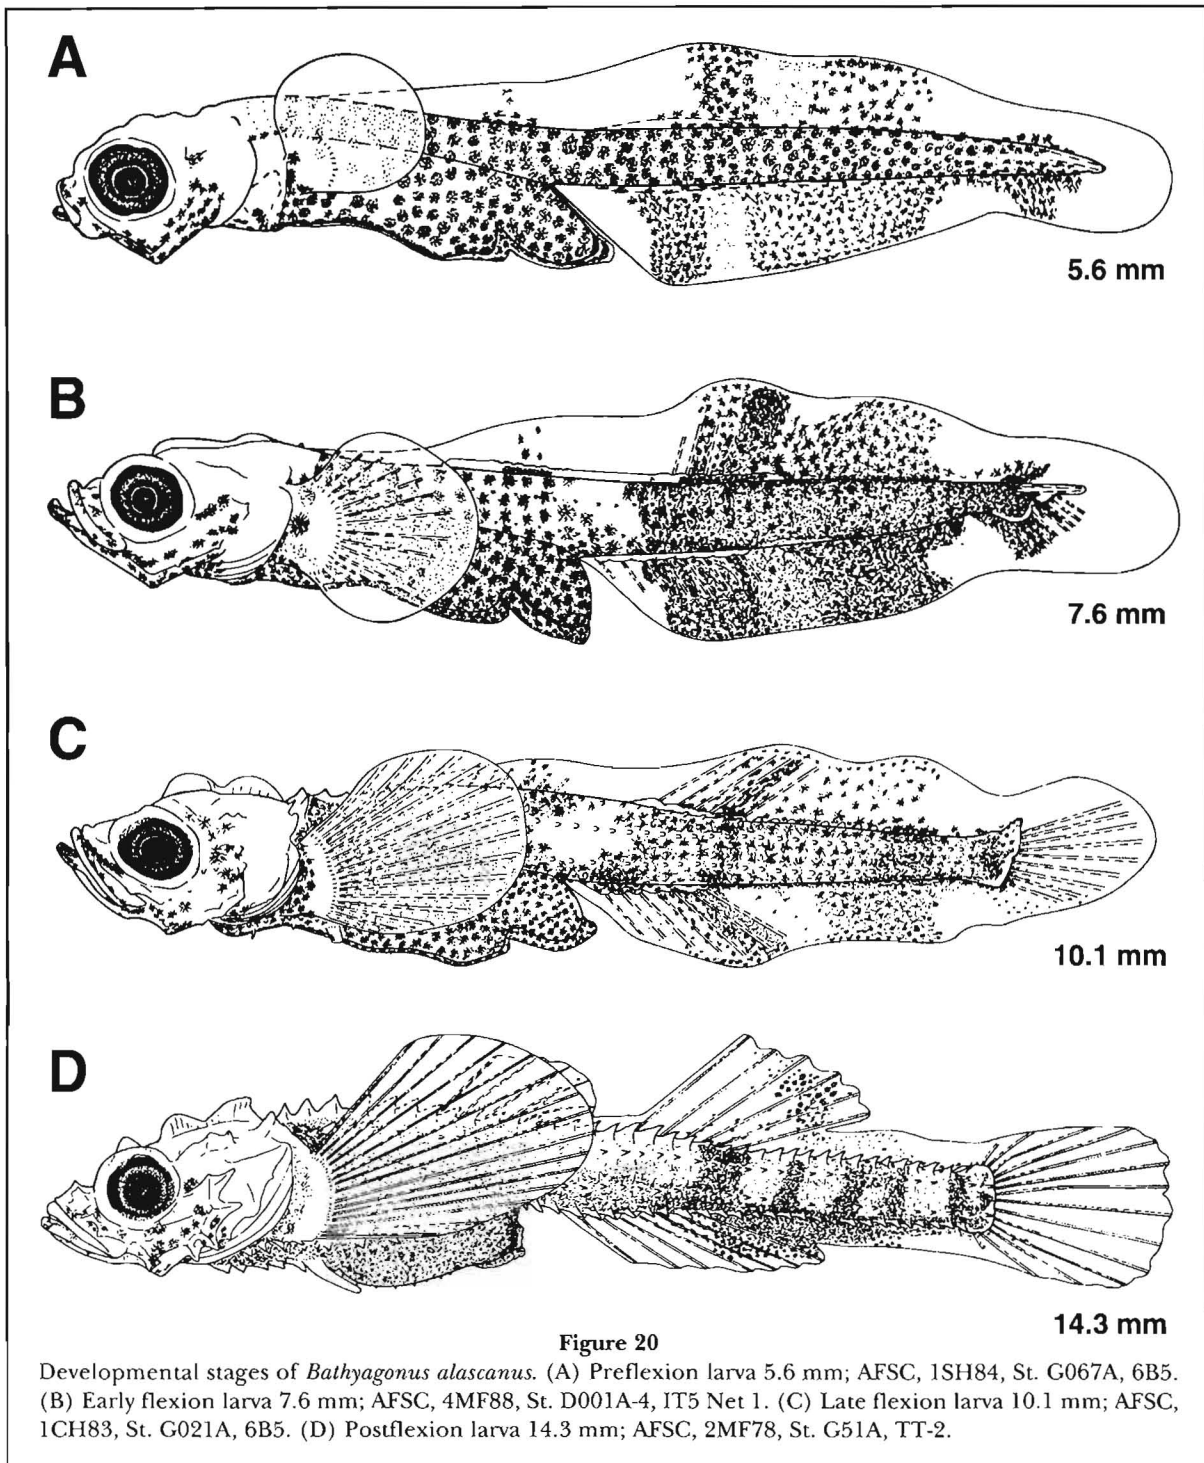 A
5.6 mm
B
7.6 mm
C
10.1 mm
D
14.3 mm
Figure 20
Developmental stages of Bathyagonus alascanus. (A) Preflexion larva 5.6 mm; AFSC, 1SH84, St. G067A, 6B5.
(B) Early flexion larva 7.6 mm; AFSC, 4MF88, St. D001A-4, IT5 Net 1. (C) Late flexion larva 10.1 mm; AFSC,
1CH83, St. G021A, 6B5. (D) Postflexion larva 14.3 mm; AFSC, 2MF78, St. G51A, TT-2.